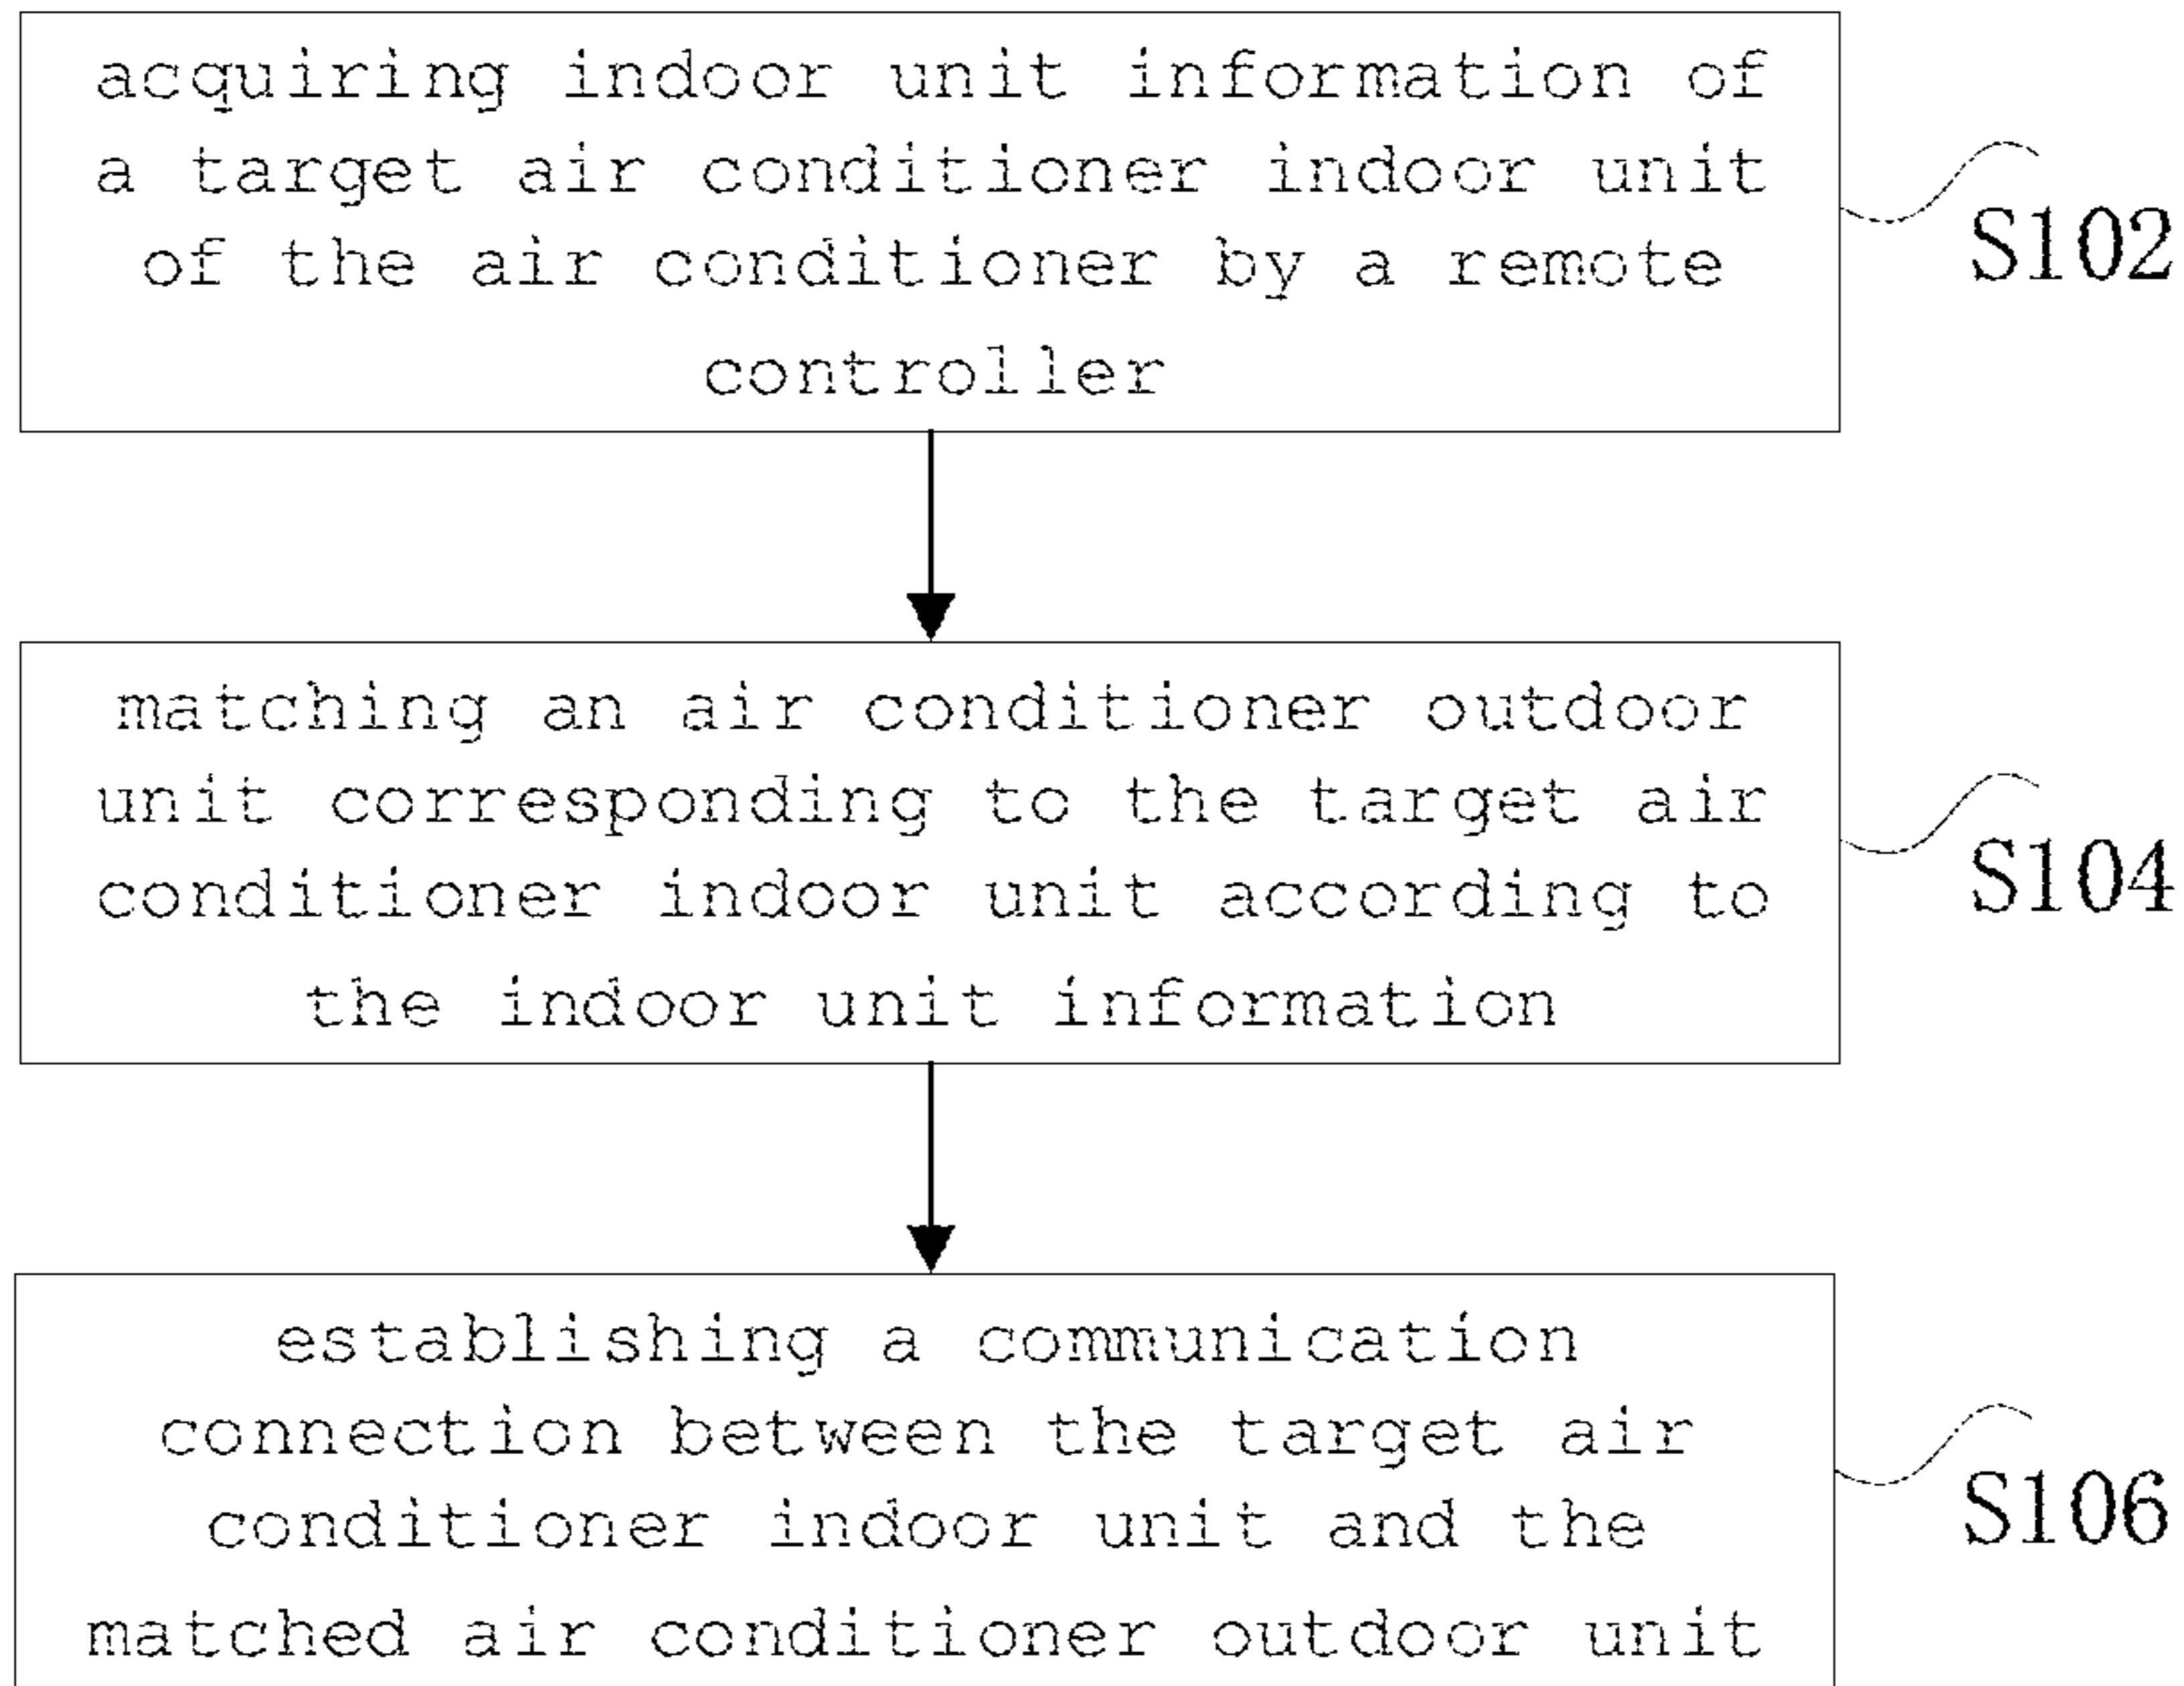 acquiring indoor unit information of
a target air conditioner indoor unit
of the air conditioner by a remote
controller
S102
matching an air conditioner outdoor
unit corresponding to the target air
conditioner indoor unit according to
the indoor unit information
S104
establishing a communication
connection between the target air
conditioner indoor unit and the
matched air conditioner outdoor unit
S106